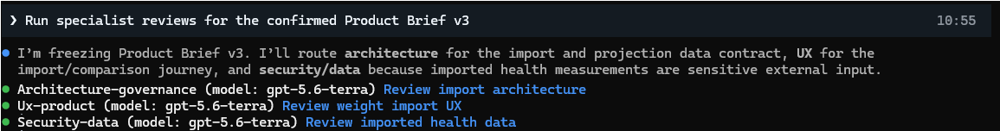 ❯ Run specialist reviews for the confirmed Product Brief v3 10:55
● I’m freezing Product Brief v3. I’ll route architecture for the import and projection data contract, UX for the
import/comparison journey, and security/data because imported health measurements are sensitive external input.
● Architecture-governance (model: gpt-5.6-terra) Review import architecture
● Ux-product (model: gpt-5.6-terra) Review weight import UX
● Security-data (model: gpt-5.6-terra) Review imported health data